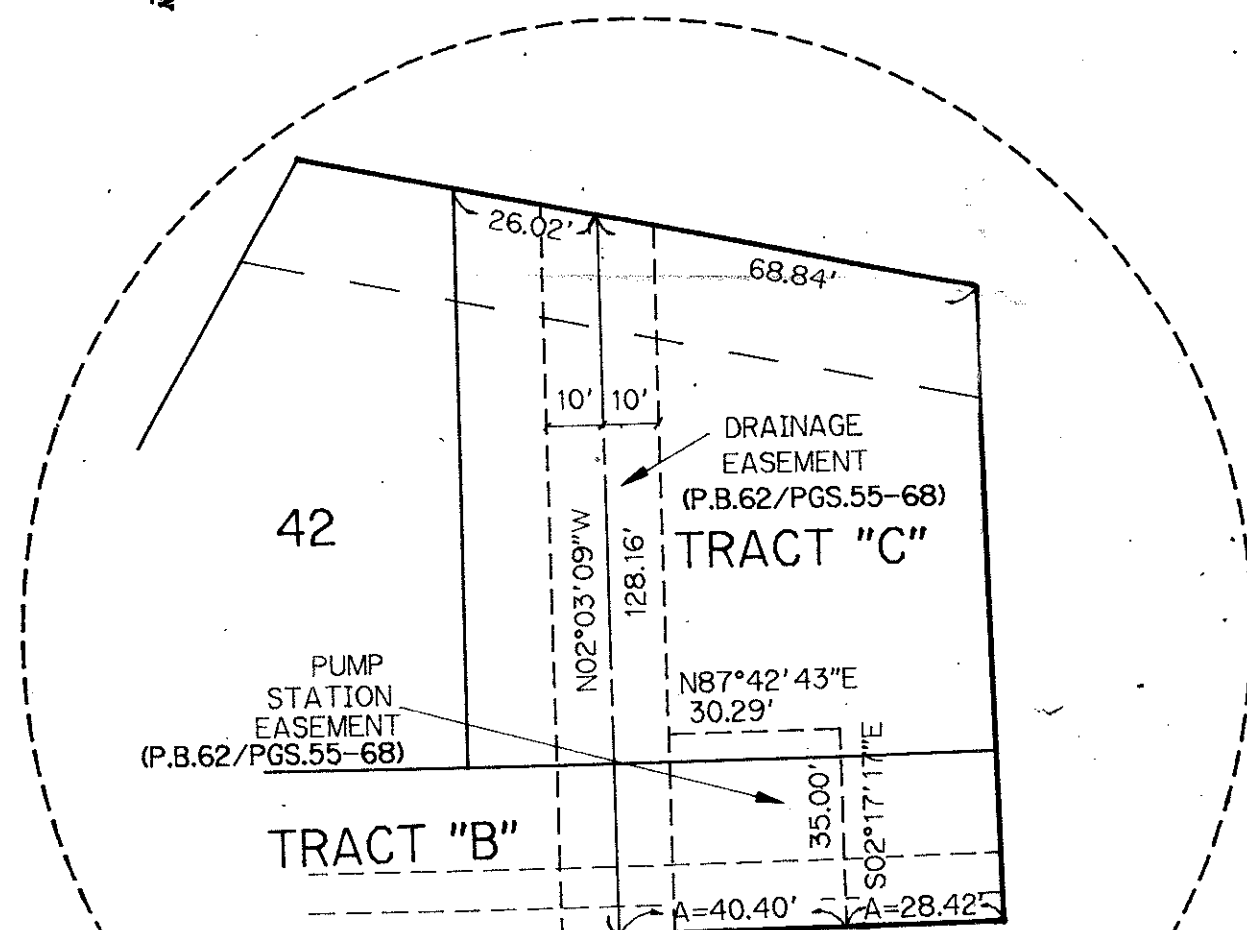 26.02'
68.84'
10' 10'
DRAINAGE
EASEMENT
(P.B.62/PGS.55-68)
TRACT "C"
42
N02°03'09"W
128.16'
PUMP
STATION
EASEMENT
(P.B.62/PGS.55-68)
N87°42'43"E
30.29'
35.00'
S02°17'17"E
TRACT "B"
A=40.40'
A=28.42'